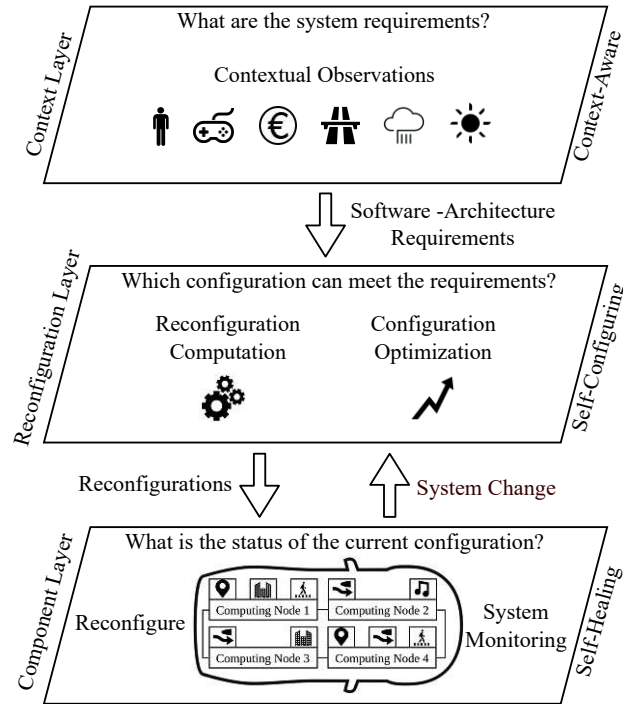 What are the system requirements?
Context Layer
Context-Aware
Contextual Observations
€
Software -Architecture
Requirements
Reconfiguration Layer
Which configuration can meet the requirements?
Self-Configuring
Reconfiguration
Computation
Configuration
Optimization
Reconfigurations
System Change
Component Layer
What is the status of the current configuration?
Self-Healing
Reconfigure
Computing Node 1
Computing Node 2
Computing Node 3
Computing Node 4
System
Monitoring